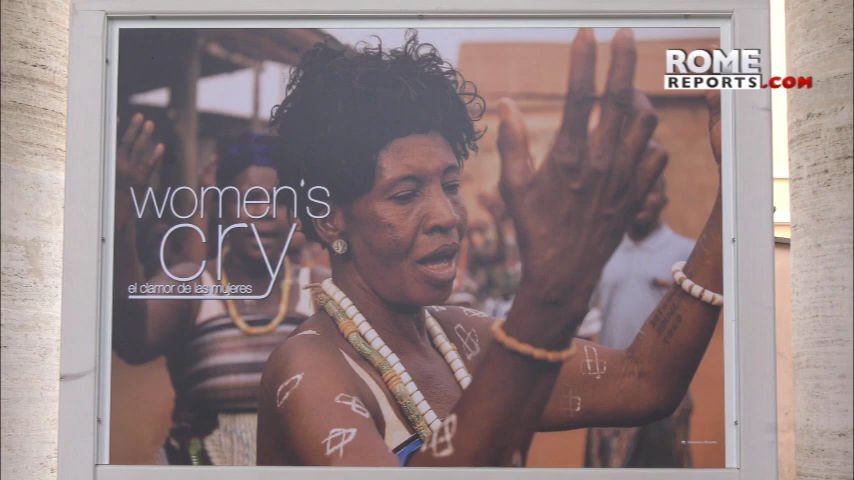 ROME
REPORTS.COM
women's
cry
el clamor de las mujeres